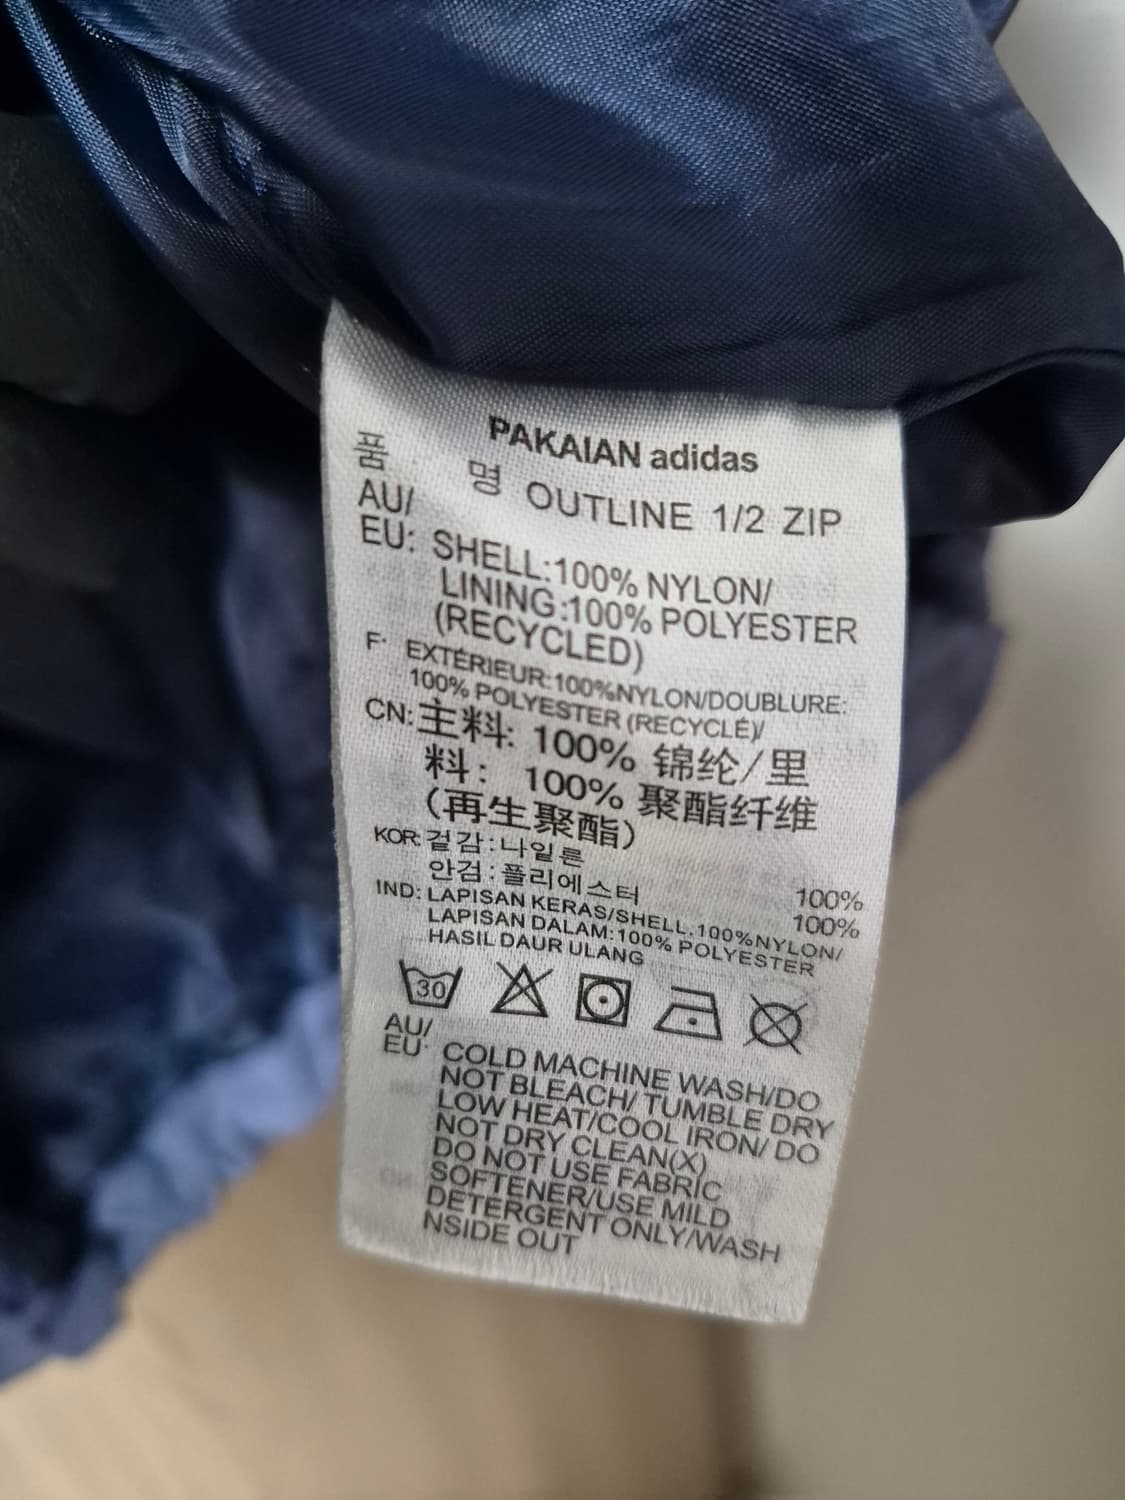 PAKAIAN adidas
품 명 OUTLINE 1/2 ZIP
AU/
EU: SHELL:100% NYLON/
LINING:100% POLYESTER
(RECYCLED)
F: EXTÉRIEUR:100%NYLON/DOUBLURE:
100% POLYESTER (RECYCLÉ)/
CN: 主料: 100% 锦纶/里
料: 100% 聚酯纤维
(再生聚酯)
KOR: 겉감:나일론 100%
안검:폴리에스터 100%
IND: LAPISAN KERAS/SHELL.100%NYLON/
LAPISAN DALAM:100% POLYESTER
HASIL DAUR ULANG
30
AU/
EU: COLD MACHINE WASH/DO
NOT BLEACH/ TUMBLE DRY
LOW HEAT/COOL IRON/ DO
NOT DRY CLEAN(X)
DO NOT USE FABRIC
SOFTENER/USE MILD
DETERGENT ONLY/WASH
NSIDE OUT